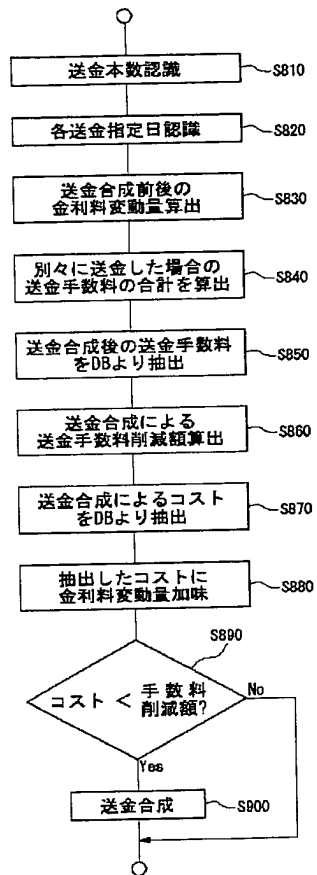 送金本数認識
S810
各送金指定日認識
S820
送金合成前後の
金利料変動量算出
S830
別々に送金した場合の
送金手数料の合計を算出
S840
送金合成後の送金手数料
をDBより抽出
S850
送金合成による
送金手数料削減額算出
S860
送金合成によるコスト
をDBより抽出
S870
抽出したコストに
金利料変動量加味
S880
S890
コスト < 手数料
削減額?
No
Yes
送金合成
S900